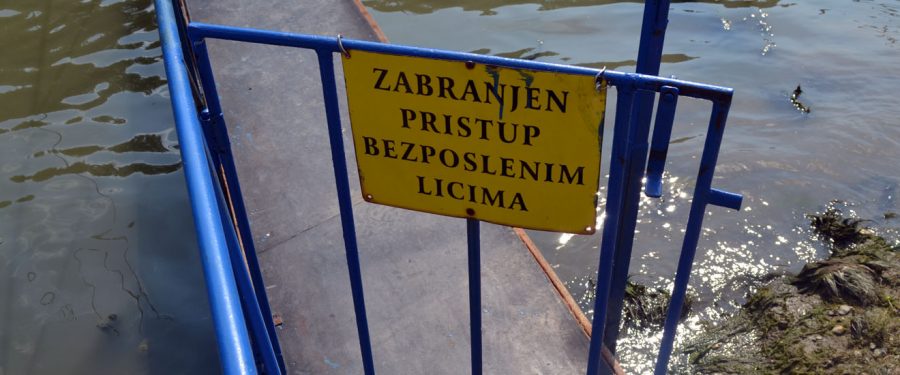 ZABRANJEN
PRISTUP
BEZPOSLENIM
LICIMA